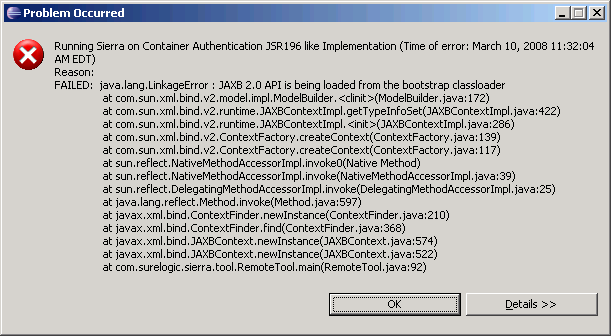 Problem Occurred
Running Sierra on Container Authentication JSR196 like Implementation (Time of error: March 10, 2008 11:32:04
AM EDT)
Reason:
FAILED: java.lang.LinkageError : JAXB 2.0 API is being loaded from the bootstrap classloader
at com.sun.xml.bind.v2.model.impl.ModelBuilder.<clinit>(ModelBuilder.java:172)
at com.sun.xml.bind.v2.runtime.JAXBContextImpl.getTypeInfoSet(JAXBContextImpl.java:422)
at com.sun.xml.bind.v2.runtime.JAXBContextImpl.<init>(JAXBContextImpl.java:286)
at com.sun.xml.bind.v2.ContextFactory.createContext(ContextFactory.java:139)
at com.sun.xml.bind.v2.ContextFactory.createContext(ContextFactory.java:117)
at sun.reflect.NativeMethodAccessorImpl.invoke0(Native Method)
at sun.reflect.NativeMethodAccessorImpl.invoke(NativeMethodAccessorImpl.java:39)
at sun.reflect.DelegatingMethodAccessorImpl.invoke(DelegatingMethodAccessorImpl.java:25)
at java.lang.reflect.Method.invoke(Method.java:597)
at javax.xml.bind.ContextFinder.newInstance(ContextFinder.java:210)
at javax.xml.bind.ContextFinder.find(ContextFinder.java:368)
at javax.xml.bind.JAXBContext.newInstance(JAXBContext.java:574)
at javax.xml.bind.JAXBContext.newInstance(JAXBContext.java:522)
at com.surelogic.sierra.tool.RemoteTool.main(RemoteTool.java:92)
OK
Details >>